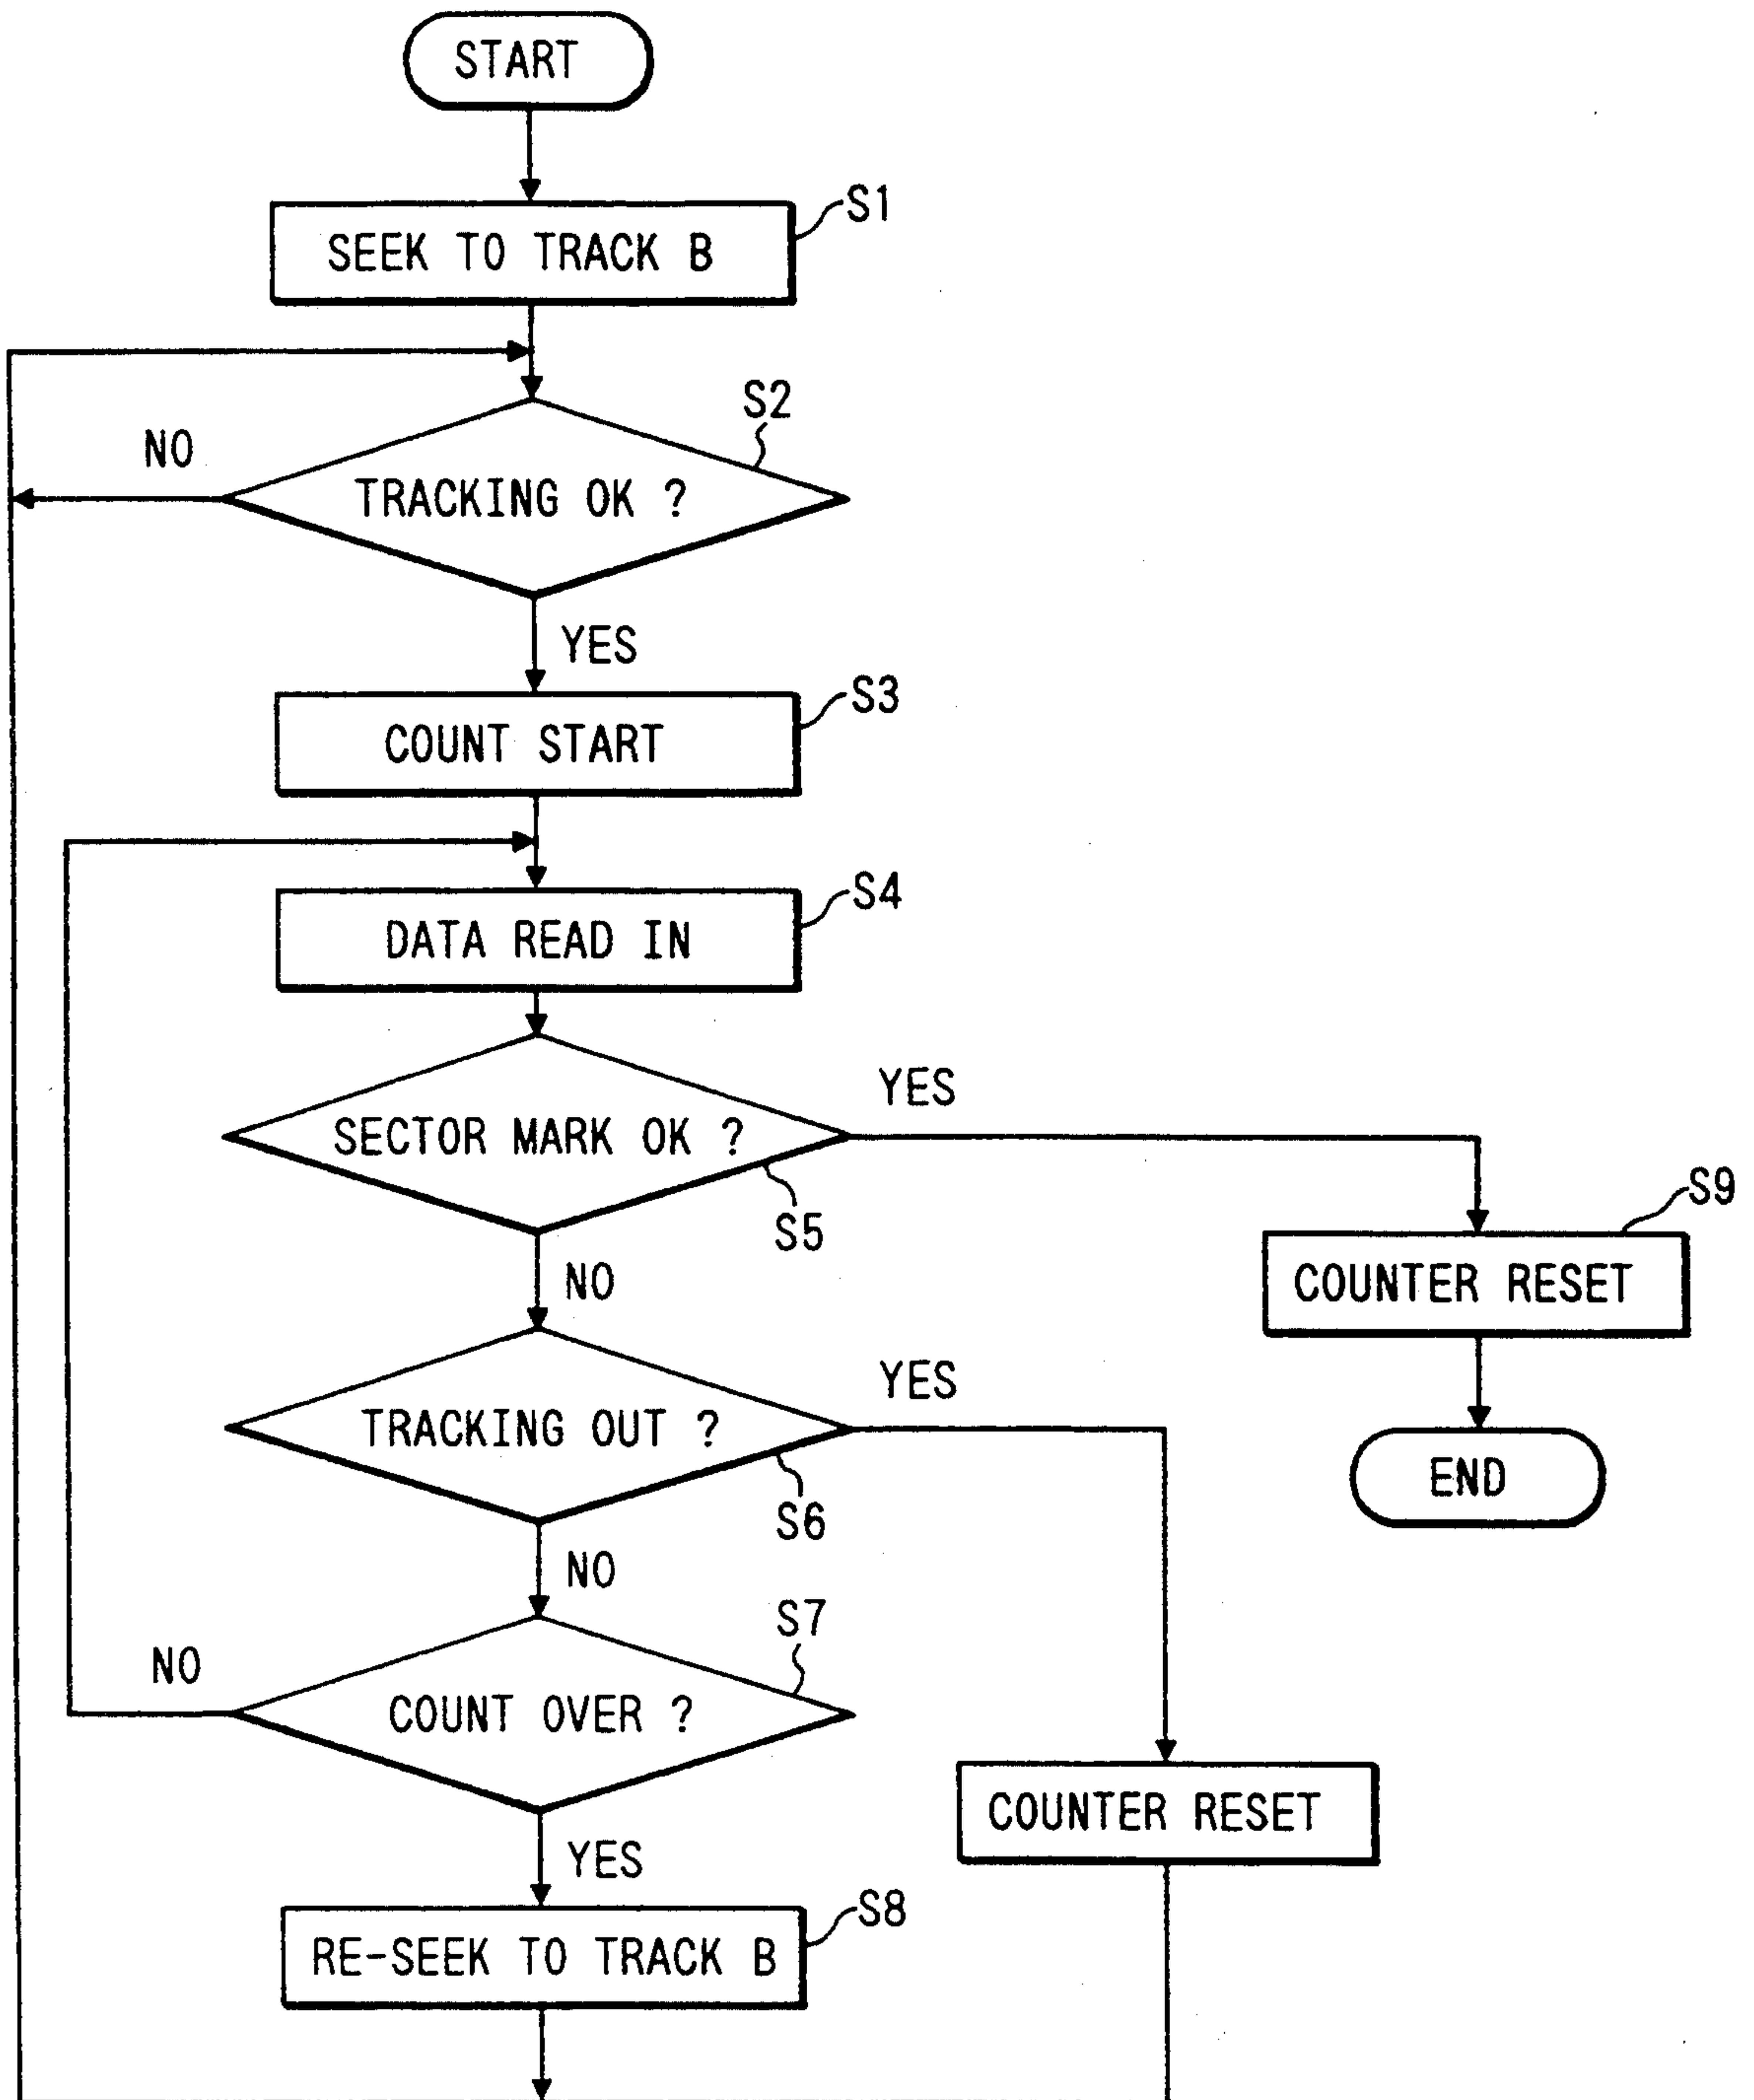 START
S1
SEEK TO TRACK B
S2
NO
TRACKING OK ?
YES
S3
COUNT START
S4
DATA READ IN
YES
SECTOR MARK OK ?
S5
S9
NO
COUNTER RESET
YES
TRACKING OUT ?
END
S6
NO
S7
NO
COUNT OVER ?
COUNTER RESET
YES
S8
RE-SEEK TO TRACK B